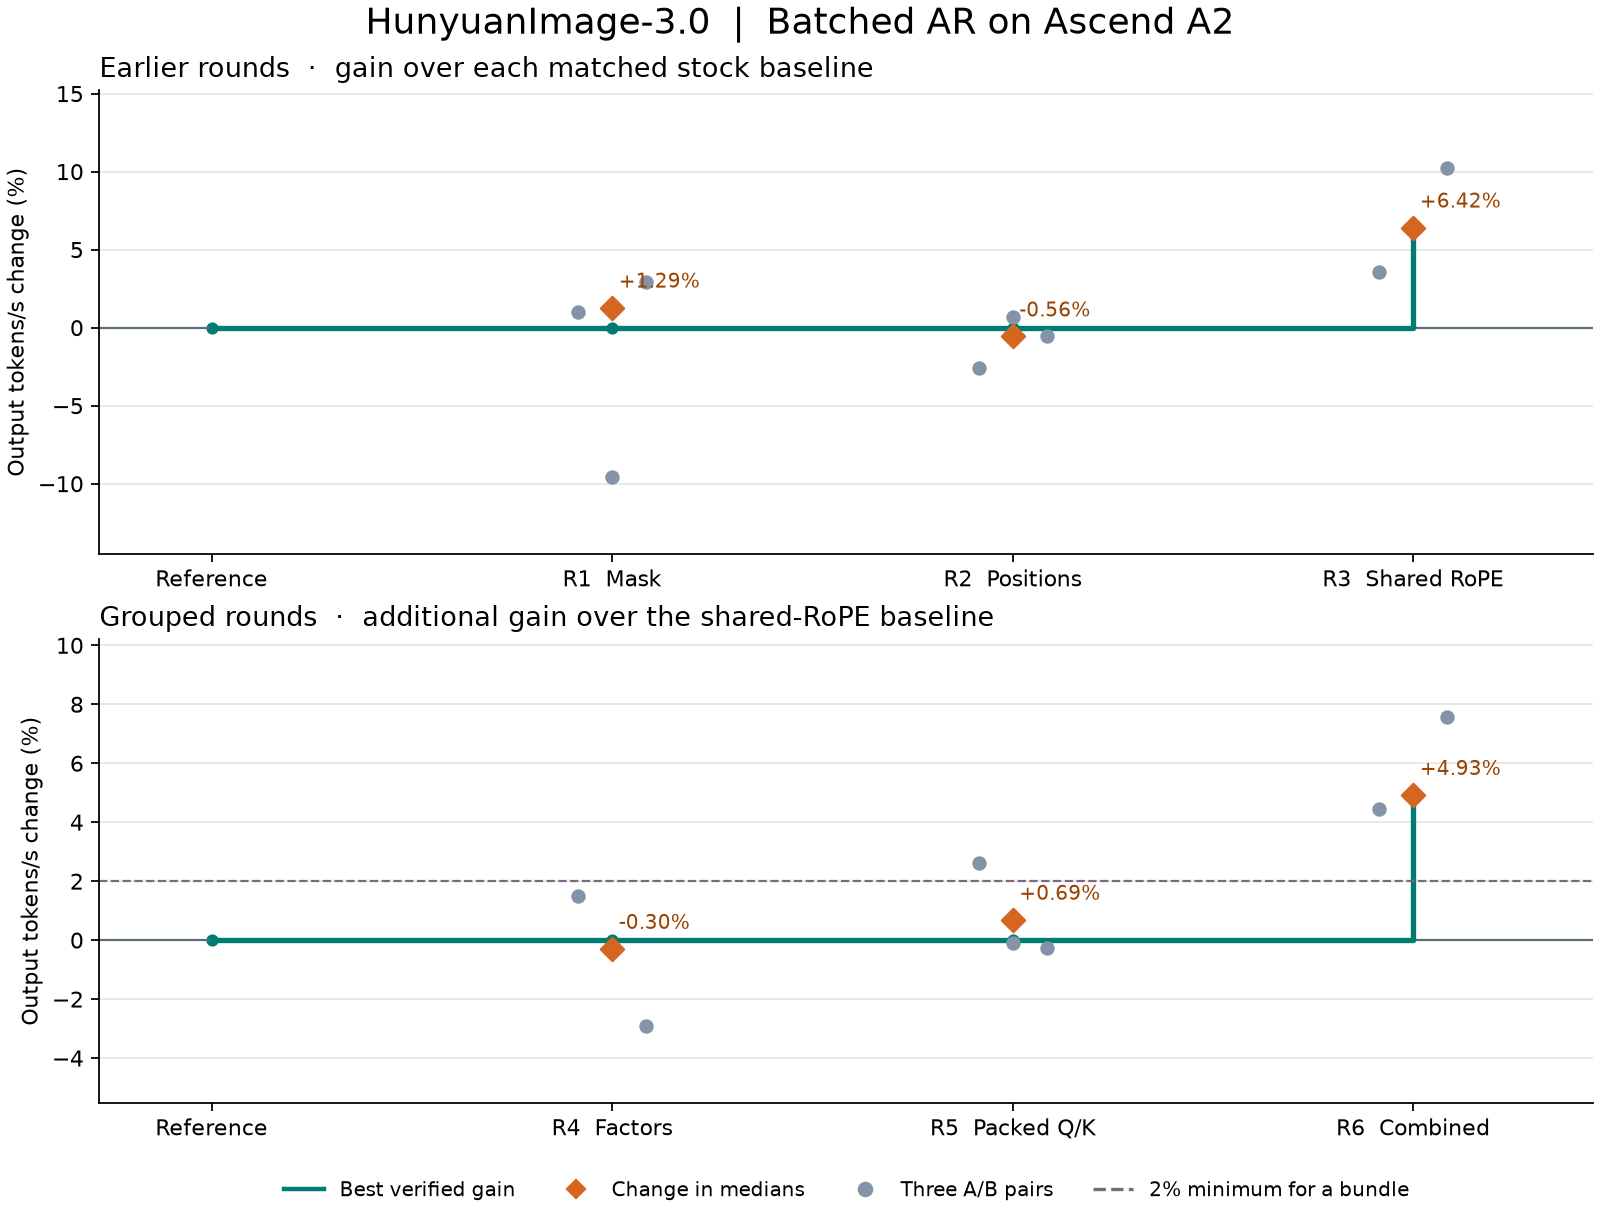 HunyuanImage-3.0 | Batched AR on Ascend A2
Earlier rounds · gain over each matched stock baseline
Output tokens/s change (%)
15
10
5
0
−5
−10
+1.29%
-0.56%
+6.42%
Reference
R1 Mask
R2 Positions
R3 Shared RoPE
Grouped rounds · additional gain over the shared-RoPE baseline
Output tokens/s change (%)
10
8
6
4
2
0
−2
−4
-0.30%
+0.69%
+4.93%
Reference
R4 Factors
R5 Packed Q/K
R6 Combined
Best verified gain
Change in medians
Three A/B pairs
2% minimum for a bundle